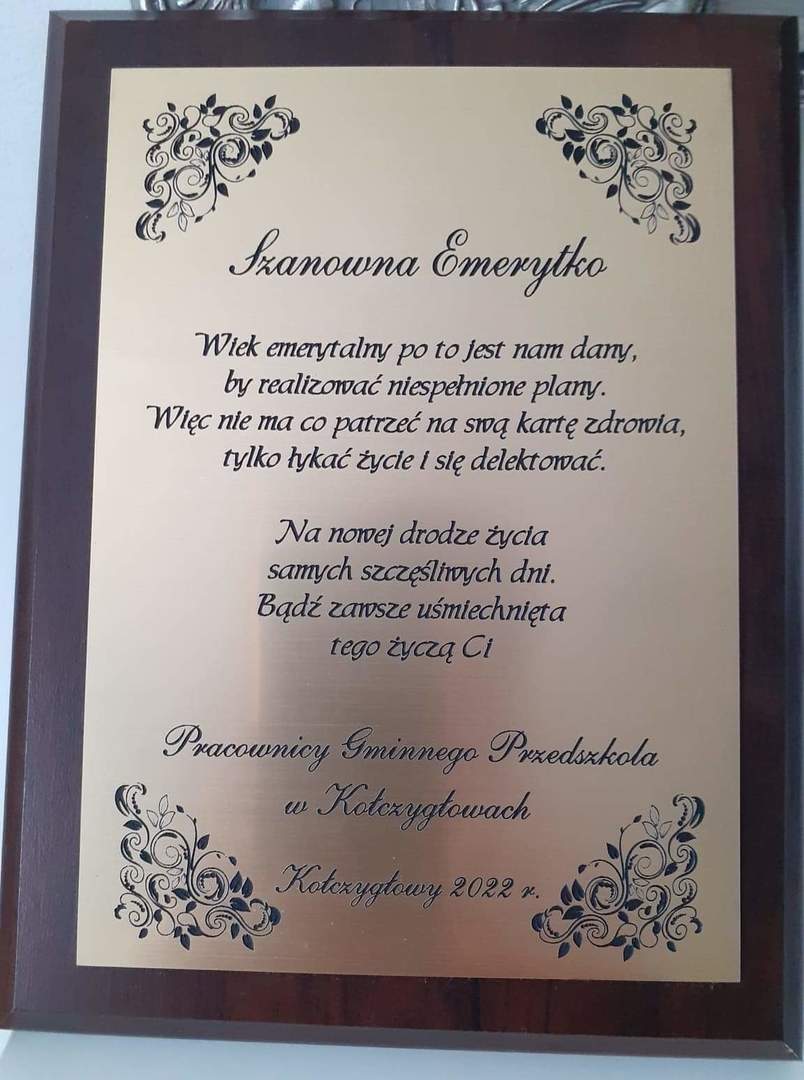 Szanowna Emerytko
Wiek emerytalny po to jest nam dany,
by realizować niespełnione plany.
Więc nie ma co patrzeć na swą kartę zdrowia,
tylko łykać życie i się delektować.
Na nowej drodze życia
samych szczęśliwych dni.
Bądź zawsze uśmiechnięta
tego życzą Ci
Pracownicy Gminnego Przedszkola
w Kołczygłowach
Kołczygłowy 2022 r.